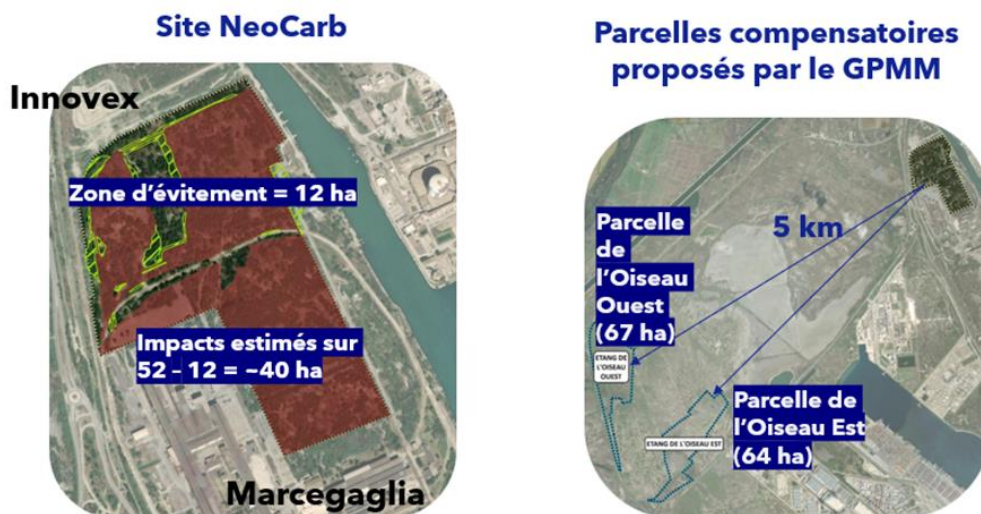 Site NeoCarb
Innovex
Zone d'évitement = 12 ha
Impacts estimés sur
52 – 12 = ~40 ha
Marcegaglia
Parcelles compensatoires
proposés par le GPMM
5 km
Parcelle
de
l'Oiseau
Ouest
(67 ha)
ETANG DE
L'OISEAU
OUEST
Parcelle de
l'Oiseau Est
(64 ha)
ETANG DE L'OISEAU EST